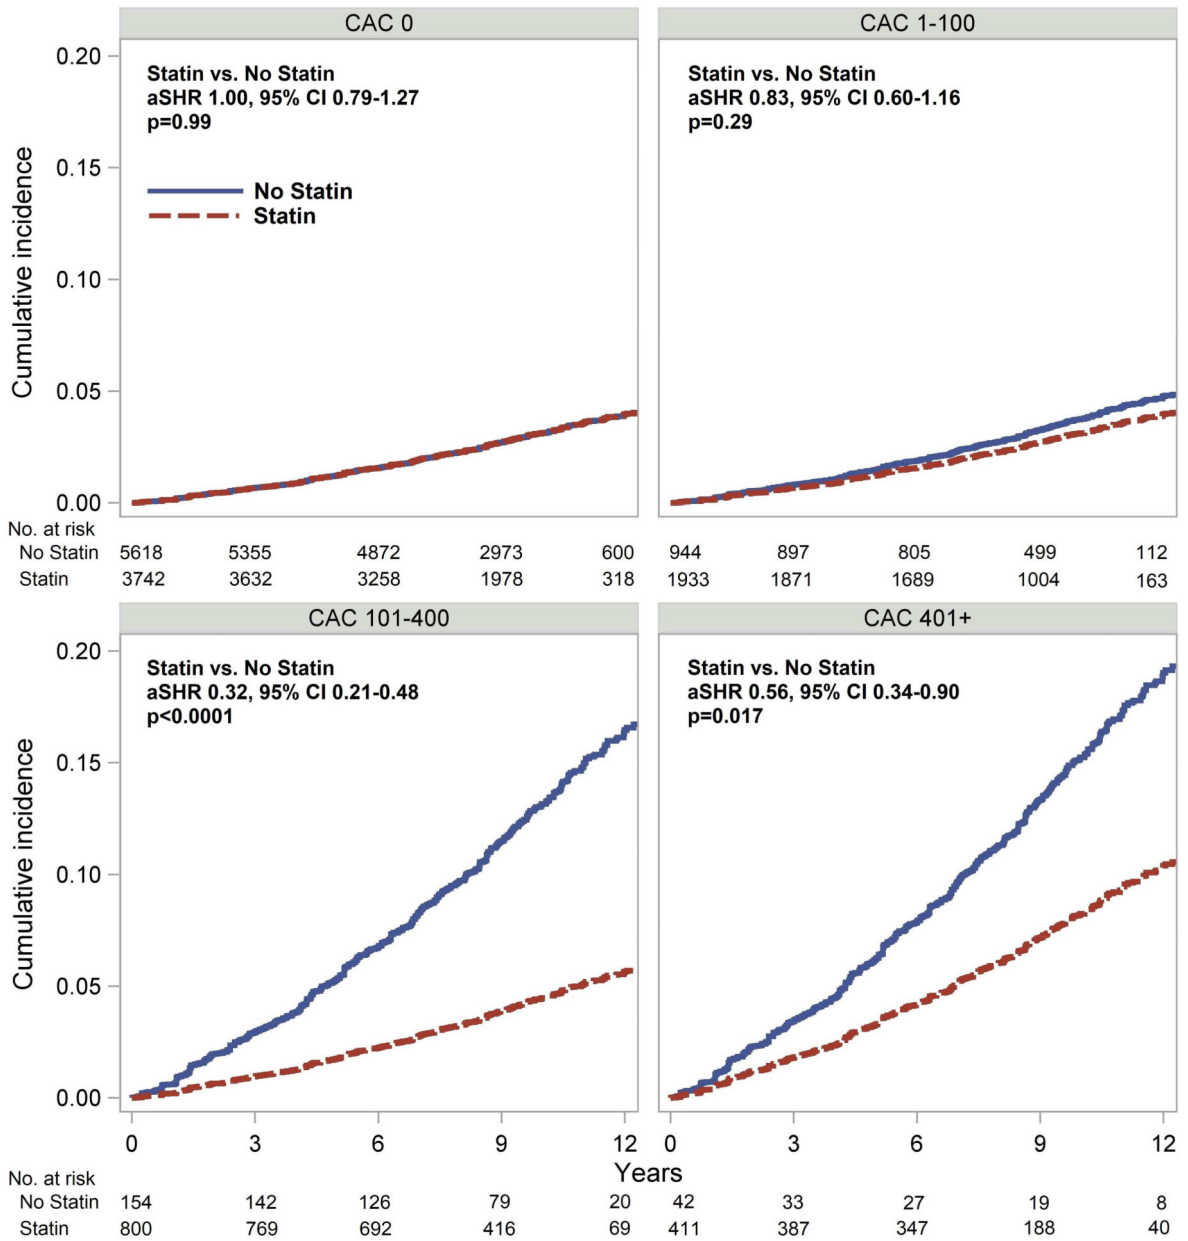 CAC 0
CAC 1-100
Cumulative incidence
0.20
0.15
0.10
0.05
0.00
Statin vs. No Statin
aSHR 1.00, 95% CI 0.79-1.27
p=0.99
No Statin
Statin
Statin vs. No Statin
aSHR 0.83, 95% CI 0.60-1.16
p=0.29
No. at risk
No Statin 5618 5355 4872 2973 600 944 897 805 499 112
Statin 3742 3632 3258 1978 318 1933 1871 1689 1004 163
CAC 101-400
CAC 401+
Cumulative incidence
0.20
0.15
0.10
0.05
0.00
Statin vs. No Statin
aSHR 0.32, 95% CI 0.21-0.48
p<0.0001
Statin vs. No Statin
aSHR 0.56, 95% CI 0.34-0.90
p=0.017
0 3 6 9 12 0 3 6 9 12
Years
No. at risk
No Statin 154 142 126 79 20 42 33 27 19 8
Statin 800 769 692 416 69 411 387 347 188 40